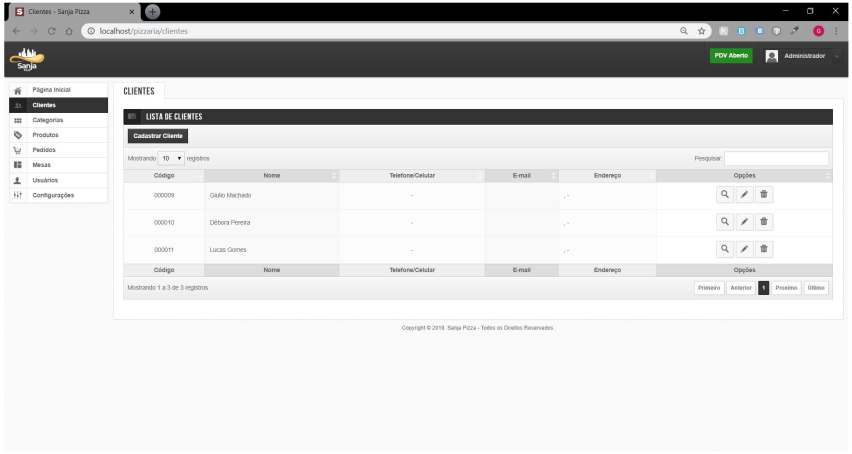 Clientes - Sanja Pizza
localhost/pizzaria/clientes
Sanja
PDV Aberto
Administrador
Página Inicial
Clientes
Categorias
Produtos
Pedidos
Mesas
Usuários
Configurações
CLIENTES
LISTA DE CLIENTES
Cadastrar Cliente
Mostrando 10 registros
Pesquisar:
Código Nome Telefone/Celular E-mail Endereço Opções
000009 Giulio Machado - , -
000010 Débora Pereira - , -
000011 Lucas Gomes - , -
Código Nome Telefone/Celular E-mail Endereço Opções
Mostrando 1 a 3 de 3 registros
Primeiro Anterior 1 Proximo Último
Copyright © 2019. Sanja Pizza - Todos os Direitos Reservados